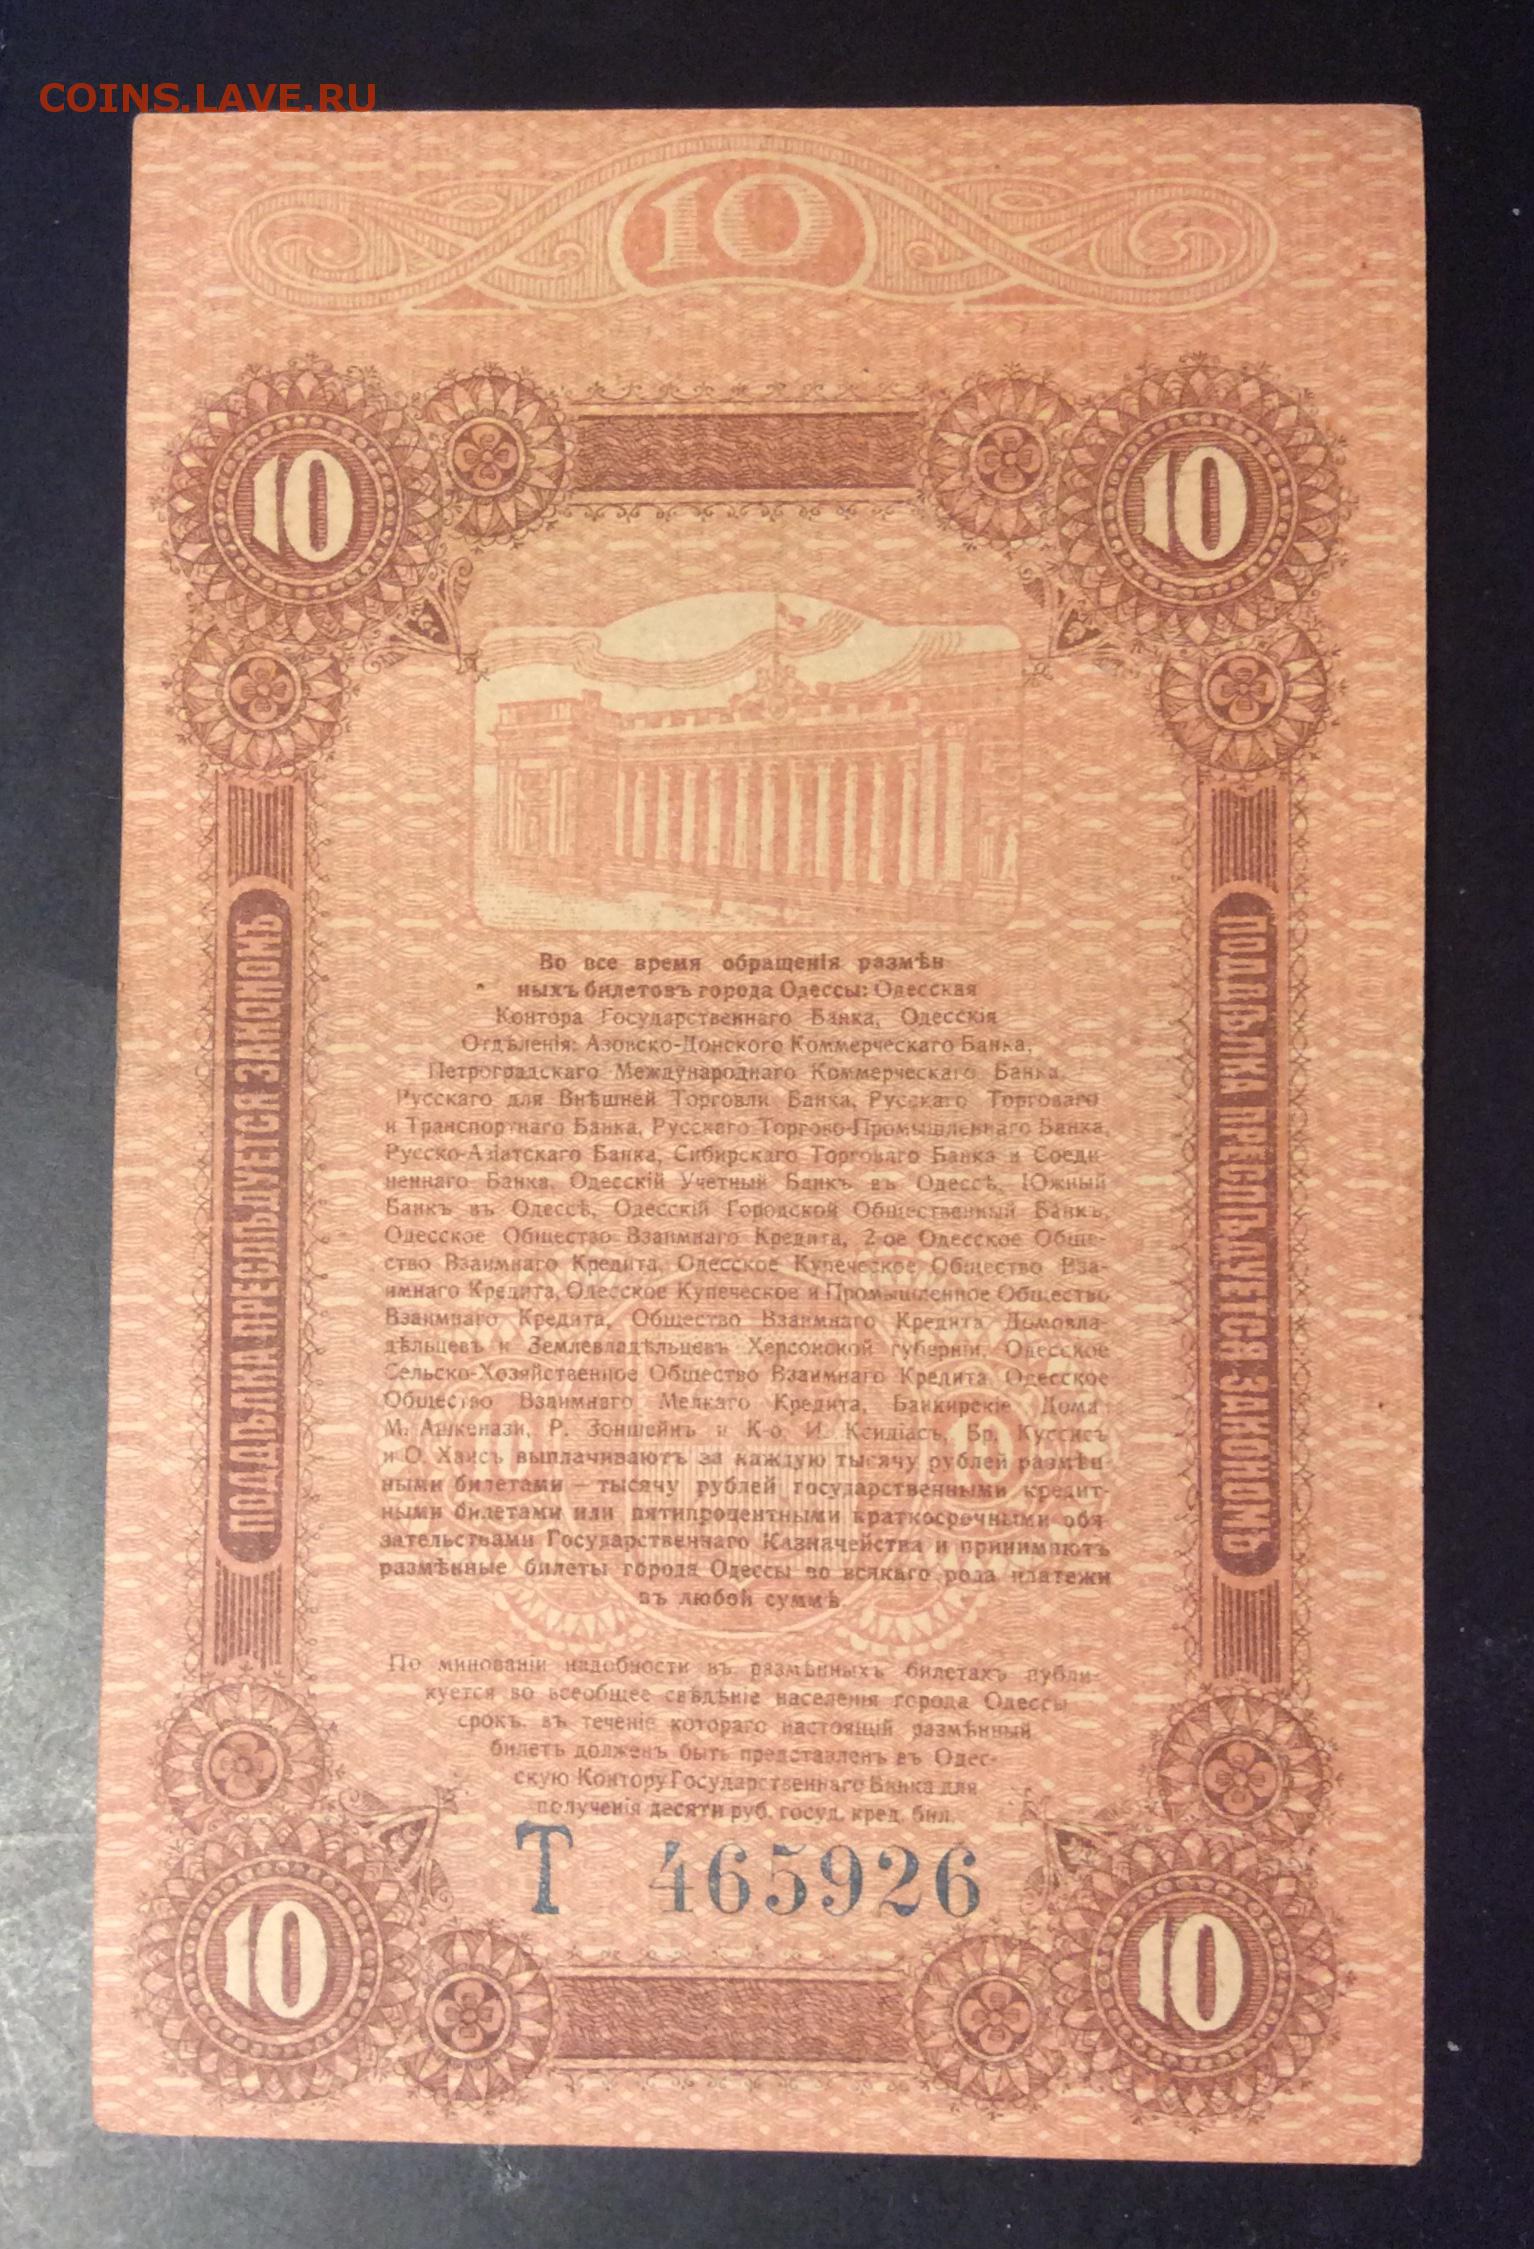 COINS.LAVE.RU
10
10 10
Во все время обращенія размѣн
ныхъ билетовъ города Одессы: Одесская
Контора Государственнаго Банка, Одесскія
Отдѣленія: Азовско-Донского Коммерческаго Банка,
Петроградскаго Международнаго Коммерческаго Банка,
Русскаго для Внѣшней Торговли Банка, Русскаго Торговаго
и Транспортнаго Банка, Русскаго Торгово-Промышленнаго Банка,
Русско-Азіатскаго Банка, Сибирскаго Торговаго Банка и Соеди-
неннаго Банка, Одесскій Учетный Банкъ въ Одессѣ, Южный
Банкъ въ Одессѣ, Одесскій Городской Общественный Банкъ,
Одесское Общество Взаимнаго Кредита, 2-ое Одесское Обще-
ство Взаимнаго Кредита, Одесское Купеческое Общество Вза-
имнаго Кредита, Одесское Купеческое и Промышленное Общество
Взаимнаго Кредита, Общество Взаимнаго Кредита Домовла-
дѣльцевъ и Землевладѣльцевъ Херсонской губерніи, Одесское
Сельско-Хозяйственное Общество Взаимнаго Кредита, Одесское
Общество Взаимнаго Мелкаго Кредита, Банкирскіе Дома:
М. Ашкенази, Р. Зоншейнъ и К-о, И. Ксидіасъ, Бр. Куссисъ
и О. Хаисъ выплачиваютъ за каждую тысячу рублей размѣн-
ными билетами — тысячу рублей государственными кредит-
ными билетами или пятипроцентными краткосрочными обя
зательствами Государственнаго Казначейства и принимаютъ
размѣнные билеты города Одессы во всякаго рода платежи
въ любой суммѣ.
По минованіи надобности въ размѣнныхъ билетахъ публи-
куется во всеобщее свѣдѣніе населенія города Одессы
срокъ, въ теченіе котораго настоящій размѣнный
билетъ долженъ быть представленъ въ Одес-
скую Контору Государственнаго Банка для
полученія десяти руб. госуд. кред. бил.
Т 465926
10 10
ПОДДѢЛКА ПРЕСЛѢДУЕТСЯ ЗАКОНОМЪ
ПОДДѢЛКА ПРЕСЛѢДУЕТСЯ ЗАКОНОМЪ
10